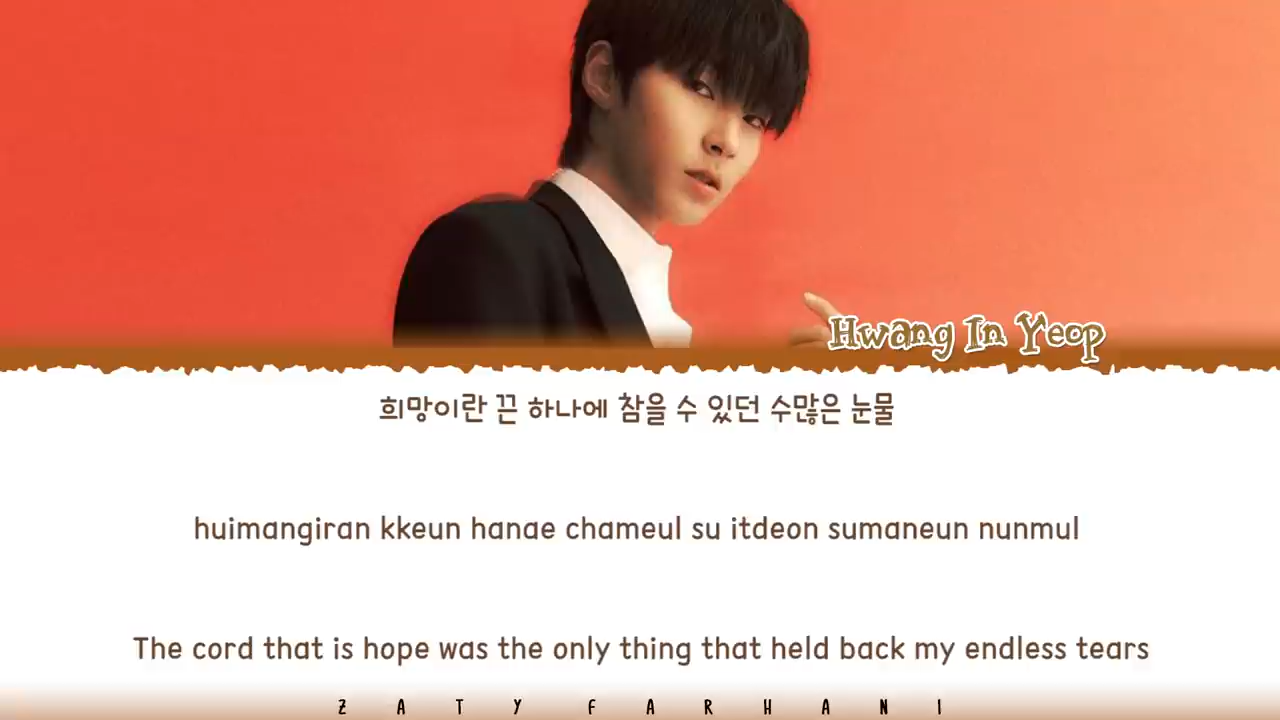 Hwang In Yeop
희망이란 끈 하나에 참을 수 있던 수많은 눈물
huimangiran kkeun hanae chameul su itdeon sumaneun nunmul
The cord that is hope was the only thing that held back my endless tears
ZATY FARHANI